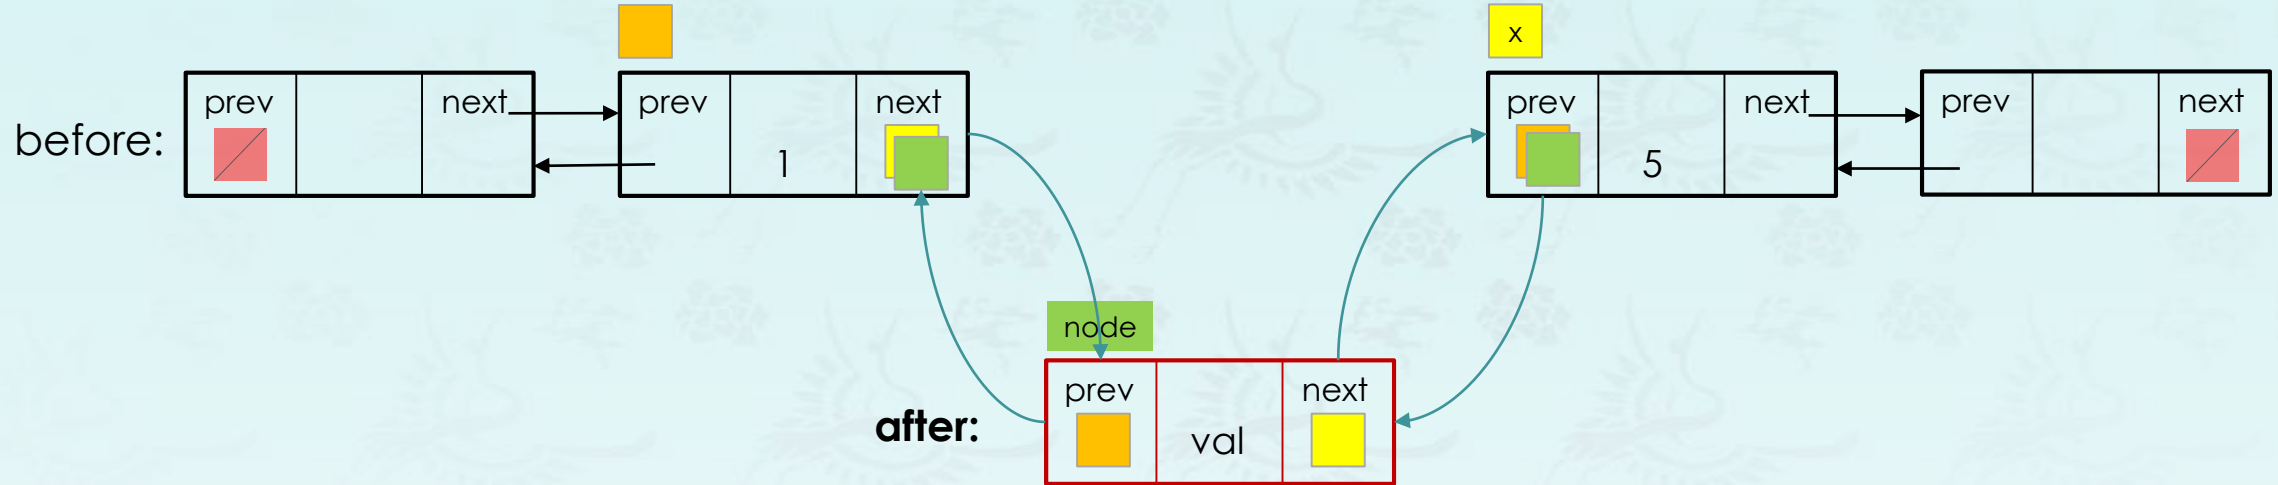 x
prev next prev next prev next prev next
before:
1 5
node
prev next
after:
val